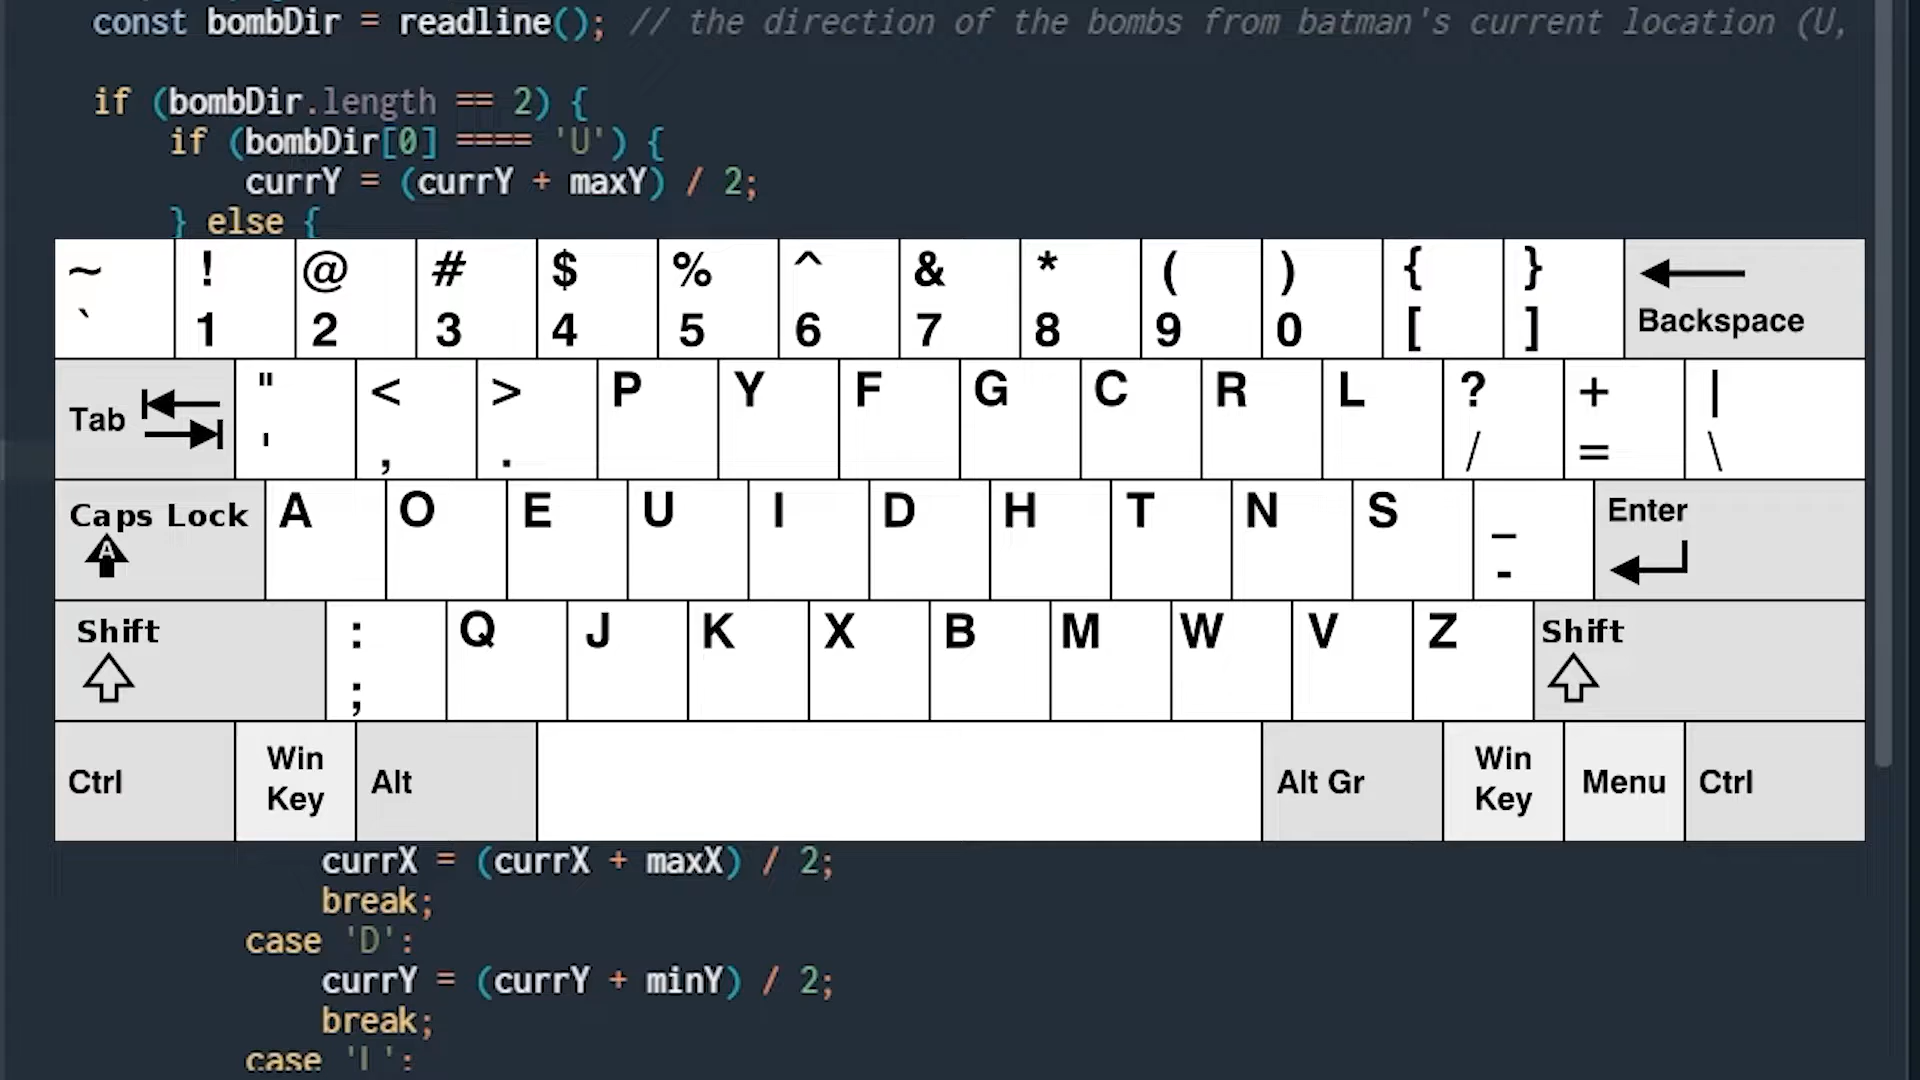 const bombDir = readline(); // the direction of the bombs from batman's current location (U,
if (bombDir.length == 2) {
if (bombDir[0] ==== 'U') {
currY = (currY + maxY) / 2;
} else {
~ ! @ # $ % ^ & * ( ) { }
` 1 2 3 4 5 6 7 8 9 0 [ ] Backspace
Tab " < > P Y F G C R L ? + |
' , . / = \
Caps Lock A O E U I D H T N S _ Enter
A -
Shift : Q J K X B M W V Z Shift
;
Ctrl Win Key Alt Alt Gr Win Key Menu Ctrl
currX = (currX + maxX) / 2;
break;
case 'D':
currY = (currY + minY) / 2;
break;
case 'L':